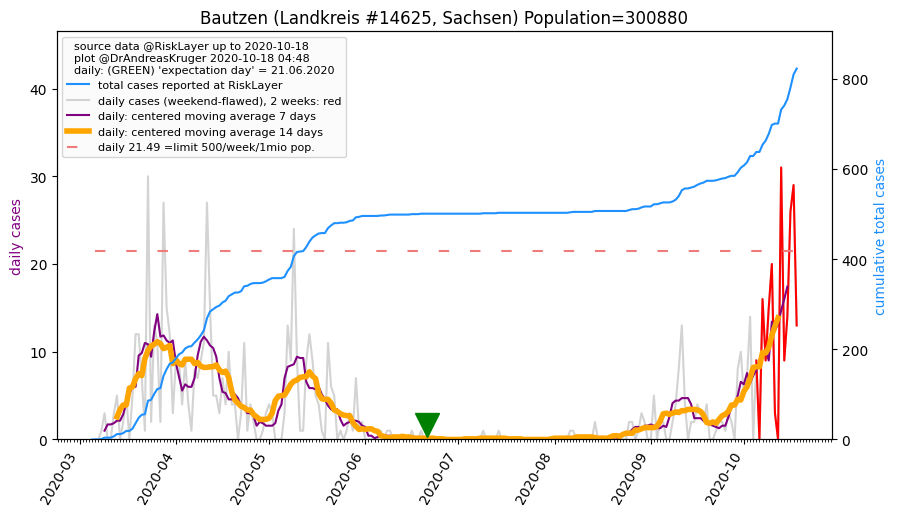 Bautzen (Landkreis #14625, Sachsen) Population=300880
source data @RiskLayer up to 2020-10-18
plot @DrAndreasKruger 2020-10-18 04:48
daily: (GREEN) 'expectation day' = 21.06.2020
total cases reported at RiskLayer
daily cases (weekend-flawed), 2 weeks: red
daily: centered moving average 7 days
daily: centered moving average 14 days
daily 21.49 =limit 500/week/1mio pop.
daily cases
40
30
20
10
0
cumulative total cases
800
600
400
200
0
2020-03
2020-04
2020-05
2020-06
2020-07
2020-08
2020-09
2020-10